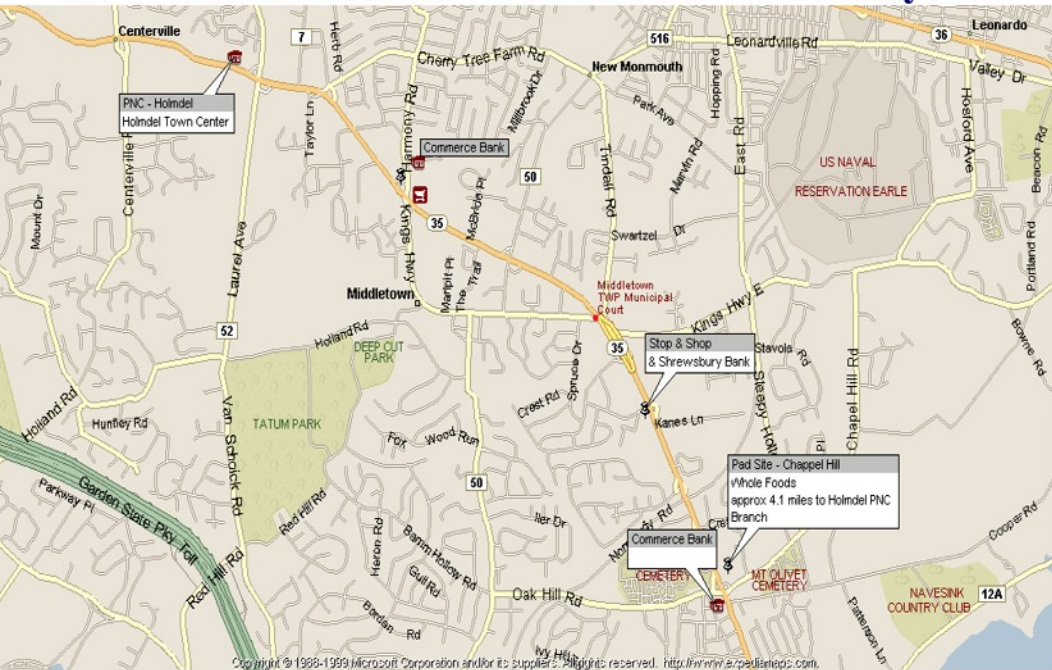 Centerville
7
Herb Rd
516
Leonardville Rd
36
Leonardo
Cherry Tree Farm Rd
New Monmouth
Valley Dr
PNC - Holmdel
Holmdel Town Center
Taylor Ln
Harmony Rd
Millbrook Dr
Park Ave
Hopping Rd
East Rd
Hosford Ave
Beacon Rd
Commerce Bank
Tindall Rd
Marvin Rd
US NAVAL
RESERVATION EARLE
50
Mount Dr
Laurel Ave
Kings Hwy
35
McBride Pl
Swartzel Dr
Portland Rd
Middletown
Marlpit Pl
The Trail
Middletown
TWP Municipal
Court
Kings Hwy E
52
Holland Rd
DEEP CUT
PARK
35
Stop & Shop
& Shrewsbury Bank
Stavola Rd
Bowne Rd
Spruce Dr
Crest Rd
Chapel Hill Rd
Holland Rd
Huntley Rd
Van Schoick Rd
TATUM PARK
Fox
Wood Run
Kanes Ln
Pad Site - Chappel Hill
Whole Foods
approx 4.1 miles to Holmdel PNC
Branch
50
Parkway Pl
Garden State Pky Toll
Red Hill Rd
Iler Dr
Cooper Rd
Heron Rd
Bamm Hollow Rd
Commerce Bank
Gull Rd
CEMETERY
MT OLIVET
CEMETERY
Red Hill Rd
Oak Hill Rd
NAVESINK
COUNTRY CLUB
12A
Borden Rd
Patterson Ln
Ivy Hill
Copyright © 1988-1999 Microsoft Corporation and/or its suppliers. All rights reserved. http://www.expediamaps.com